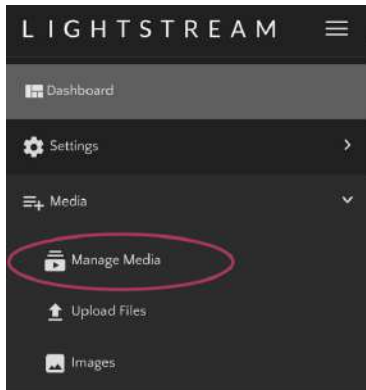 LIGHTSTREAM
Dashboard
Settings
Media
Manage Media
Upload Files
Images